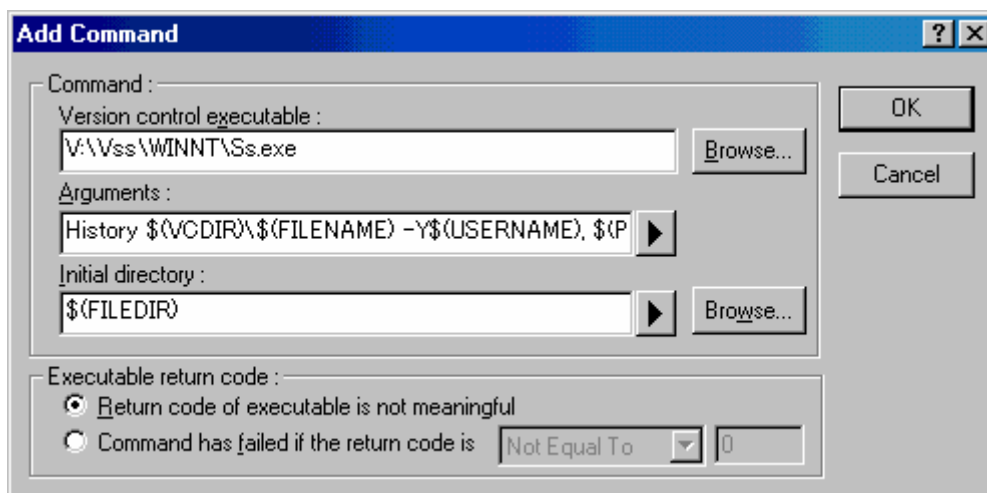 Add Command
Command :
Version control executable :
V:\Vss\WINNT\Ss.exe
Browse...
OK
Cancel
Arguments :
History $(VCDIR)\$(FILENAME) -Y$(USERNAME), $(P
Initial directory :
$(FILEDIR)
Browse...
Executable return code :
Return code of executable is not meaningful
Command has failed if the return code is Not Equal To 0